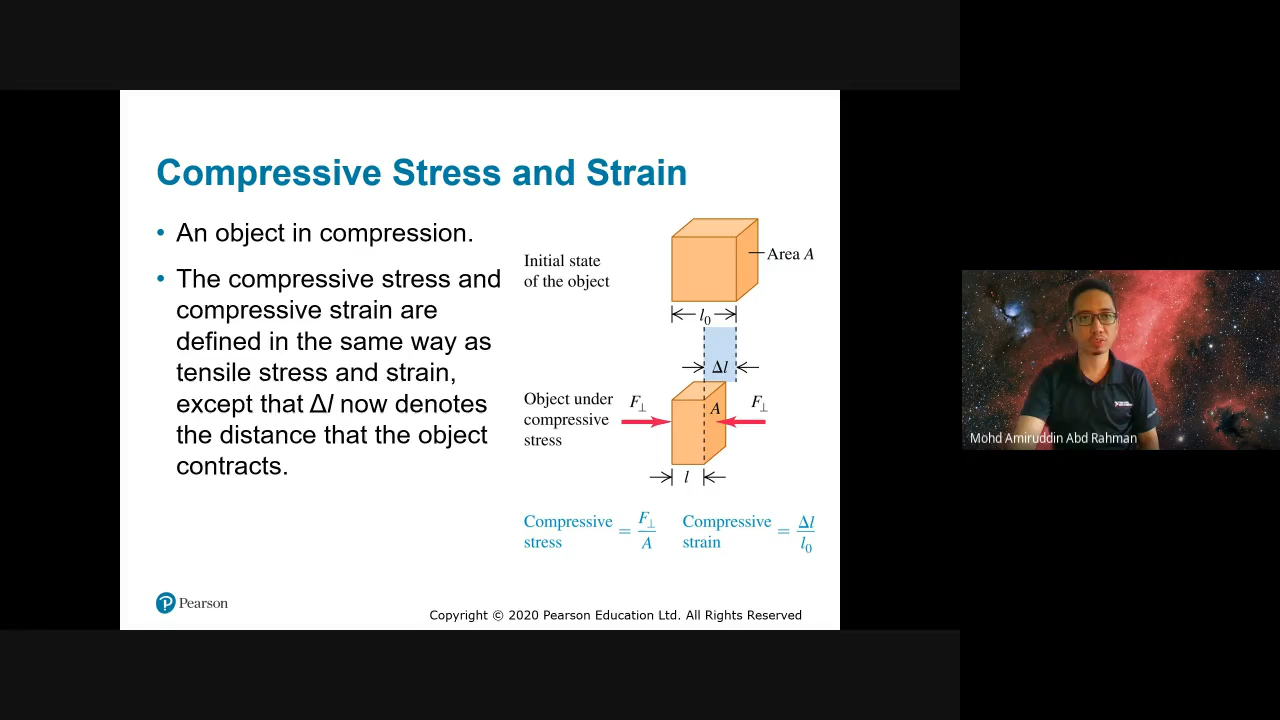 Compressive Stress and Strain
• An object in compression.
• The compressive stress and
compressive strain are
defined in the same way as
tensile stress and strain,
except that Δl now denotes
the distance that the object
contracts.
Initial state
of the object
Area A
l₀
Δl
Object under
compressive
stress
F⊥
A
F⊥
l
Compressive stress = F⊥/A
Compressive strain = Δl/l₀
Pearson
Copyright © 2020 Pearson Education Ltd. All Rights Reserved
Mohd Amiruddin Abd Rahman